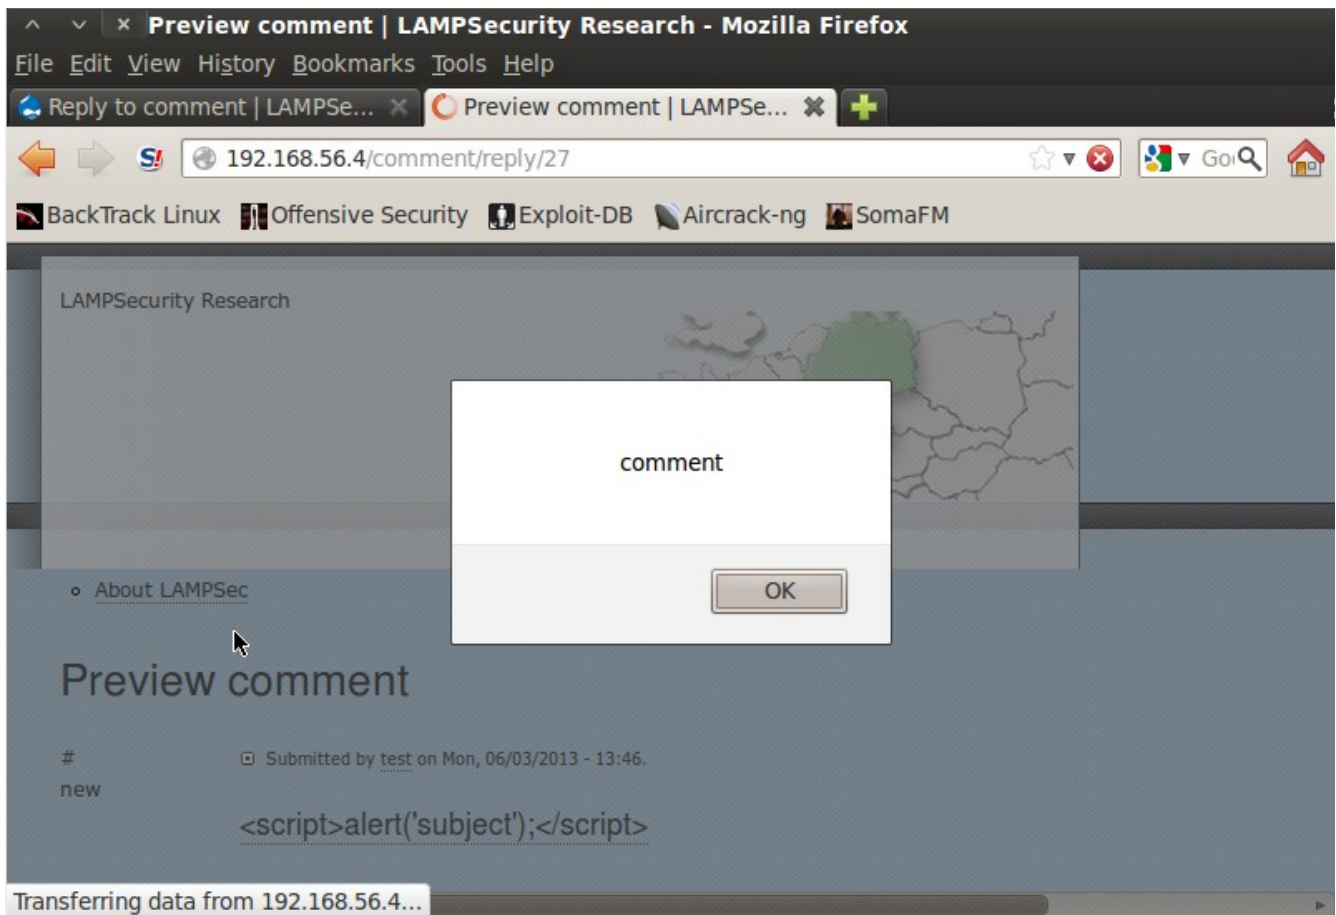 Preview comment | LAMPSecurity Research - Mozilla Firefox
File Edit View History Bookmarks Tools Help
Reply to comment | LAMPSe... Preview comment | LAMPSe...
S! 192.168.56.4/comment/reply/27
BackTrack Linux Offensive Security Exploit-DB Aircrack-ng SomaFM
LAMPSecurity Research
comment
OK
About LAMPSec
Preview comment
# Submitted by test on Mon, 06/03/2013 - 13:46.
new
<script>alert('subject');</script>
Transferring data from 192.168.56.4...